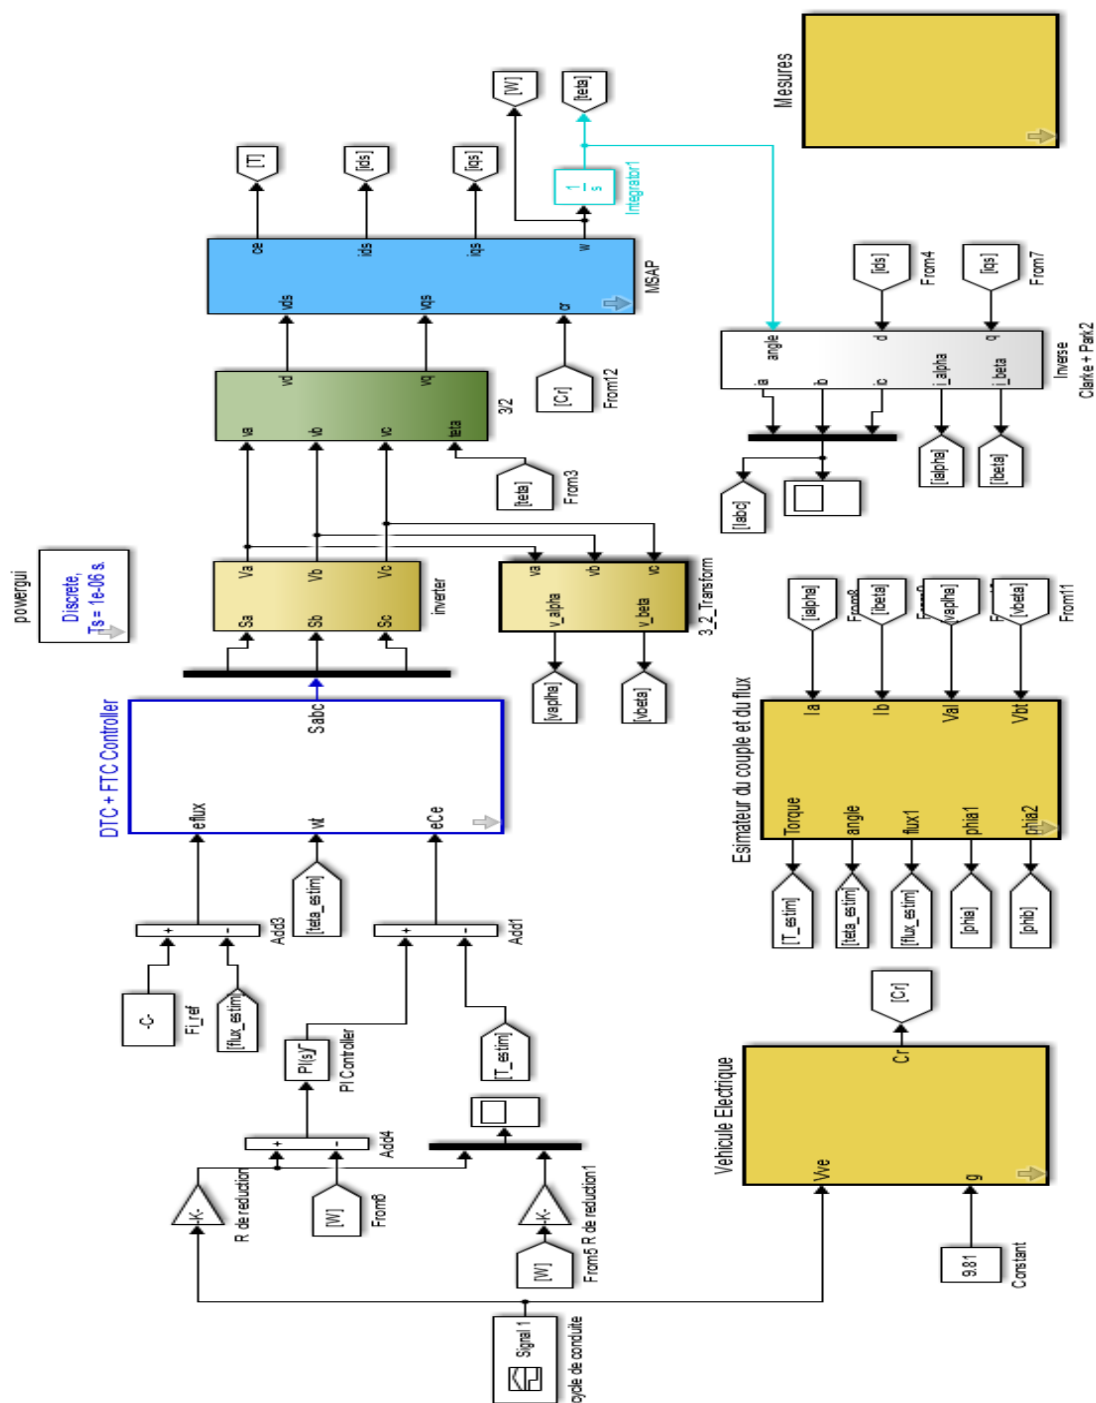 powergui
Discrete,
Ts = 1e-06 s.
cycle de conduite
Signal 1
-K-
R de reduction
[W]
From6
+
-
Add4
PI(s)
PI Controller
[W]
From5
-K-
R de reduction1
-C-
Fi_ref
[flux_estim]
+
-
Add3
[teta_estim]
[T_estim]
+
-
Add1
DTC + FTC Controller
eflux
wt
eCe
Sabc
Sa
Sb
Sc
Va
Vb
Vc
inverter
va
vb
vc
v_alpha
v_beta
3_2_Transform
[vaplha]
[vbeta]
va
vb
vc
teta
vd
vq
3/2
[teta]
From3
[Cr]
From12
vds
vqs
cr
ce
ids
iqs
w
MSAP
[T]
[ids]
[iqs]
[W]
[teta]
1
s
Integrator1
Vehicule Electrique
Vve
g
Cr
9.81
Constant
[Cr]
Esimateur du couple et du flux
Torque
angle
flux1
phia1
phia2
Ia
Ib
Val
Vbt
[T_estim]
[teta_estim]
[flux_estim]
[phia]
[phib]
[ialpha]
From8
[ibeta]
[vaplha]
[vbeta]
From11
angle
d
q
ia
ib
ic
i_alpha
i_beta
Inverse
Clarke + Park2
[Iabc]
[ialpha]
[ibeta]
[ids]
From4
[iqs]
From7
Mesures